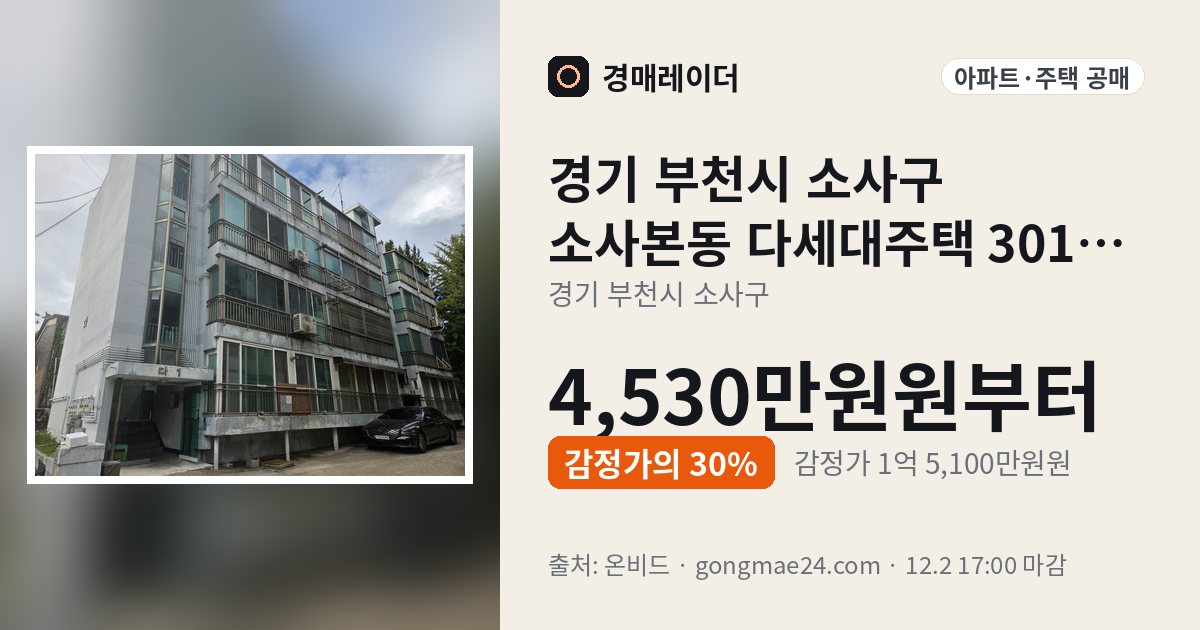 경매레이더
아파트·주택 공매
경기 부천시 소사구
소사본동 다세대주택 301…
경기 부천시 소사구
4,530만원원부터
감정가의 30%
감정가 1억 5,100만원원
출처: 온비드 · gongmae24.com · 12.2 17:00 마감